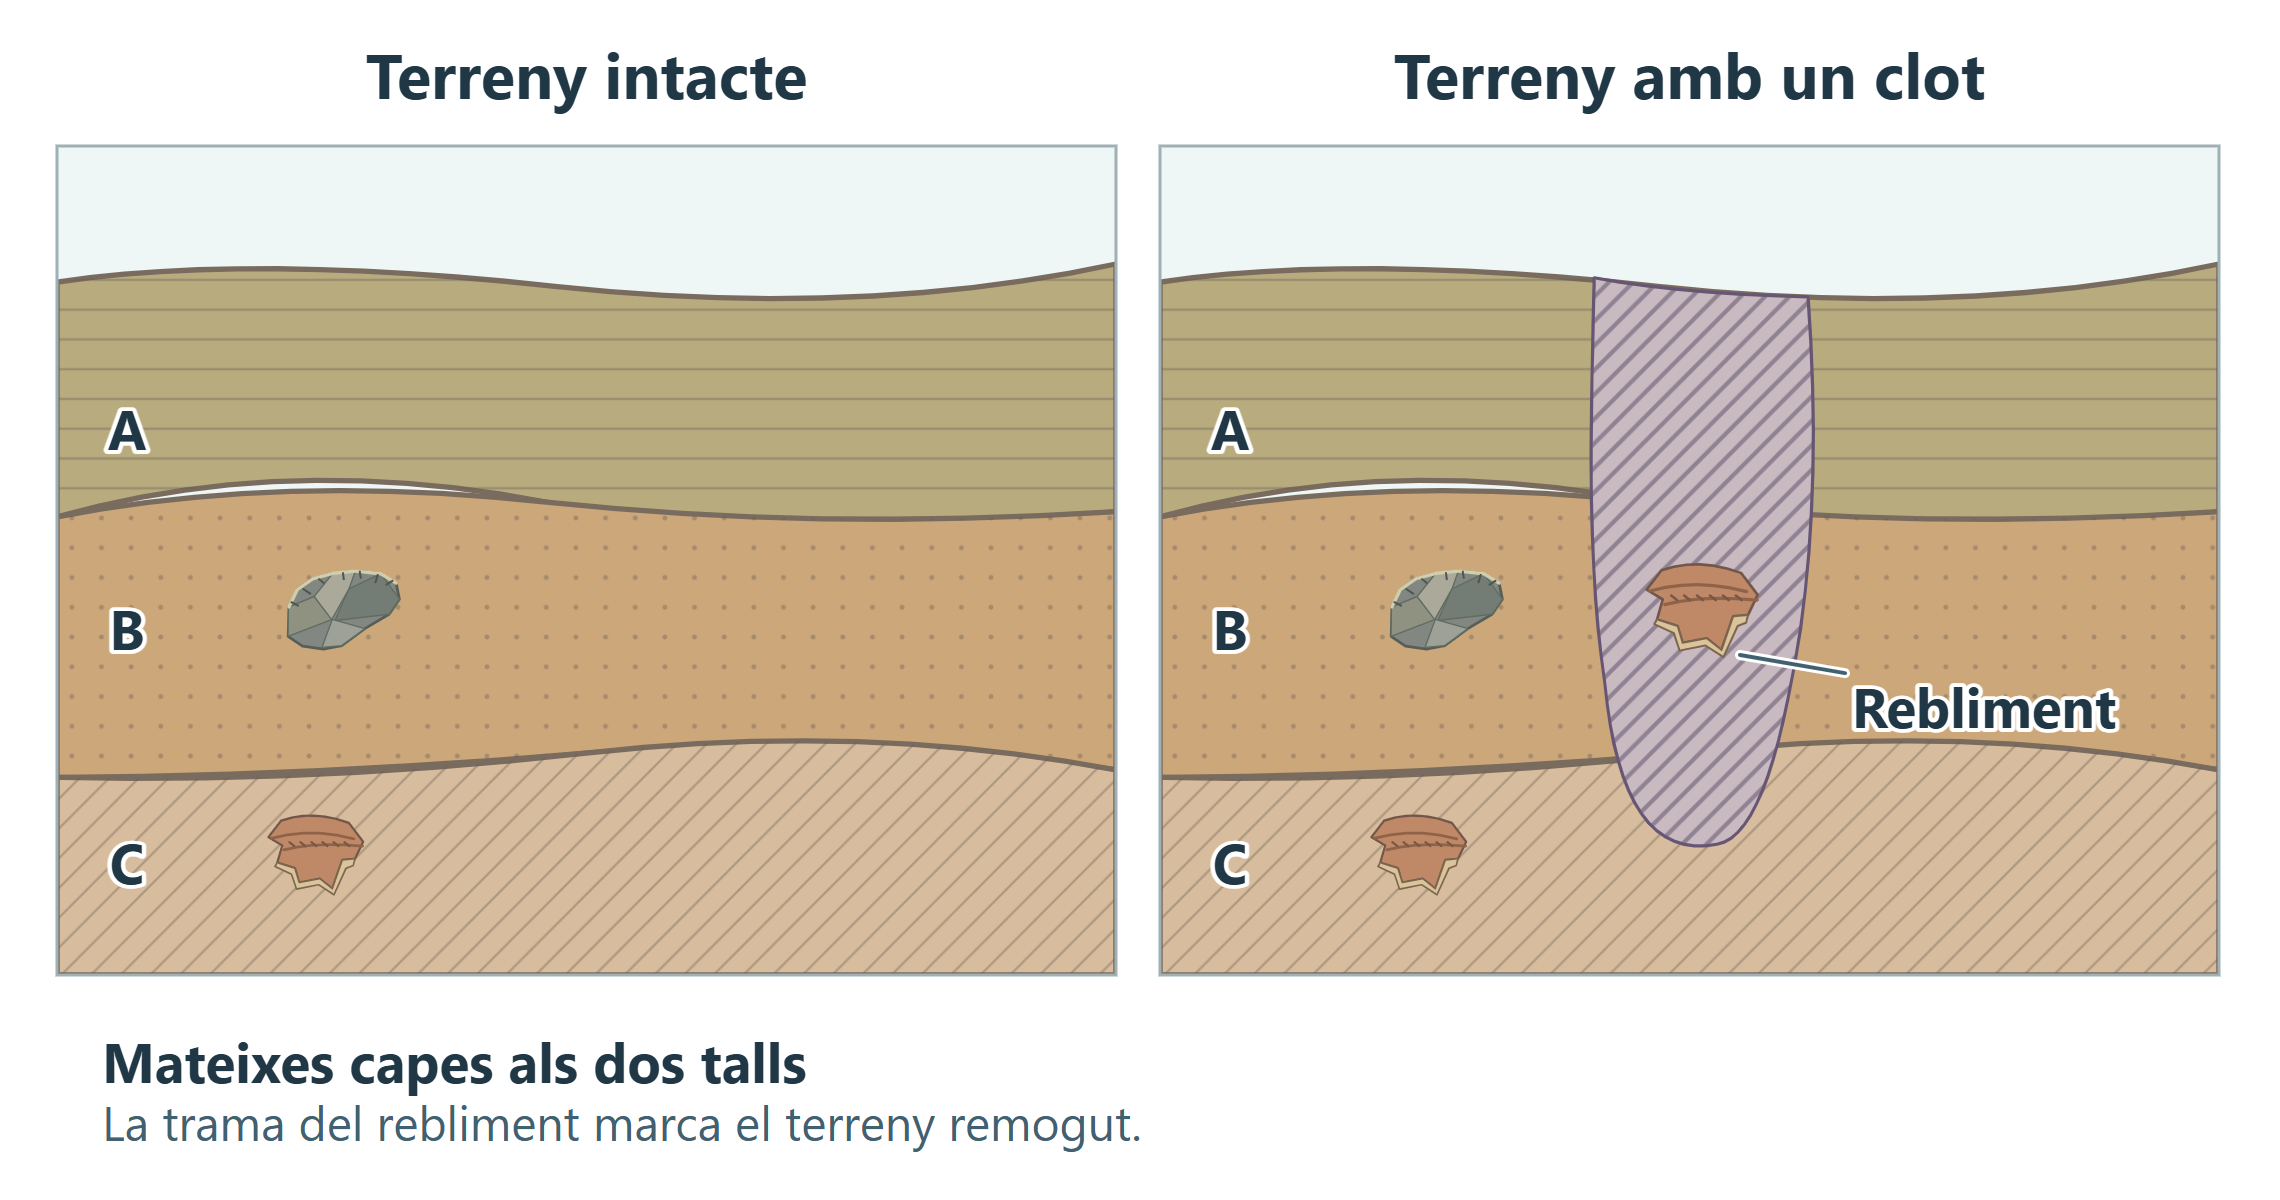 Terreny intacte
Terreny amb un clot
A
B
C
A
B
C
Rebliment
Mateixes capes als dos talls
La trama del rebliment marca el terreny remogut.